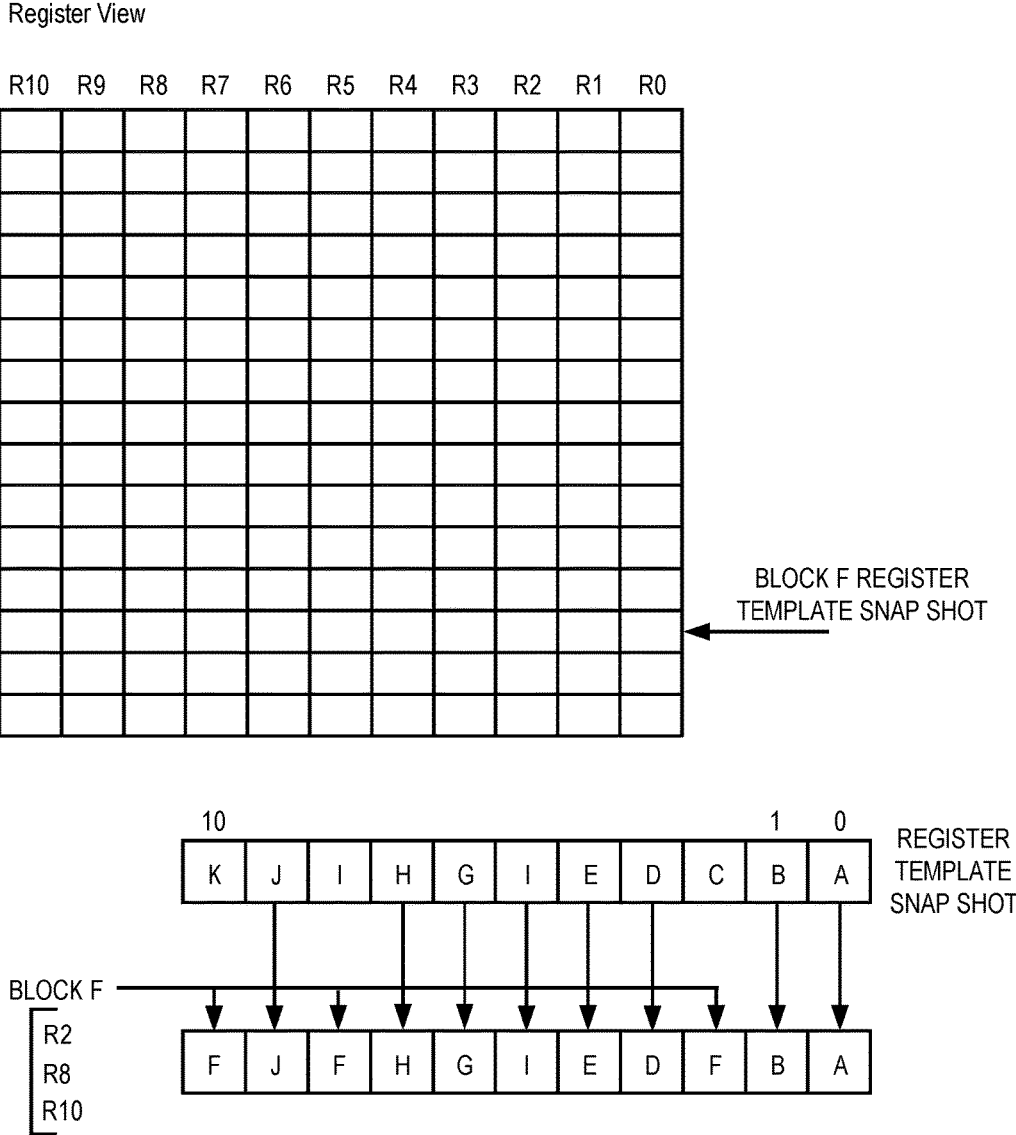 Register View
R10 R9 R8 R7 R6 R5 R4 R3 R2 R1 R0
BLOCK F REGISTER
TEMPLATE SNAP SHOT
10 1 0
K J I H G I E D C B A
REGISTER
TEMPLATE
SNAP SHOT
BLOCK F
R2
R8
R10
F J F H G I E D F B A